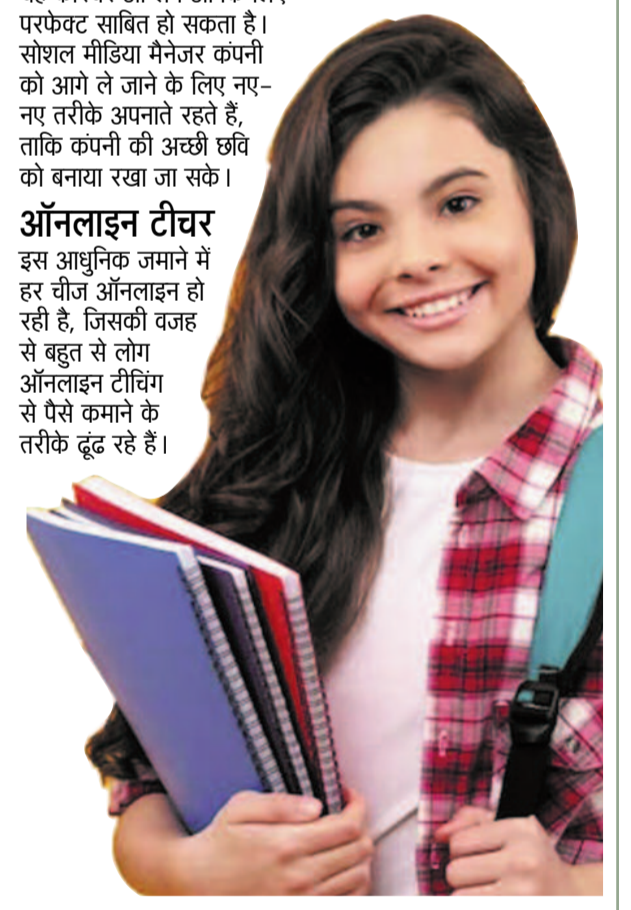 परफेक्ट साबित हो सकता है।
सोशल मीडिया मैनेजर कंपनी
को आगे ले जाने के लिए नए-
नए तरीके अपनाते रहते हैं,
ताकि कंपनी की अच्छी छवि
को बनाया रखा जा सके।
ऑनलाइन टीचर
इस आधुनिक जमाने में
हर चीज ऑनलाइन हो
रही है, जिसकी वजह
से बहुत से लोग
ऑनलाइन टीचिंग
से पैसे कमाने के
तरीके ढूंढ रहे हैं।